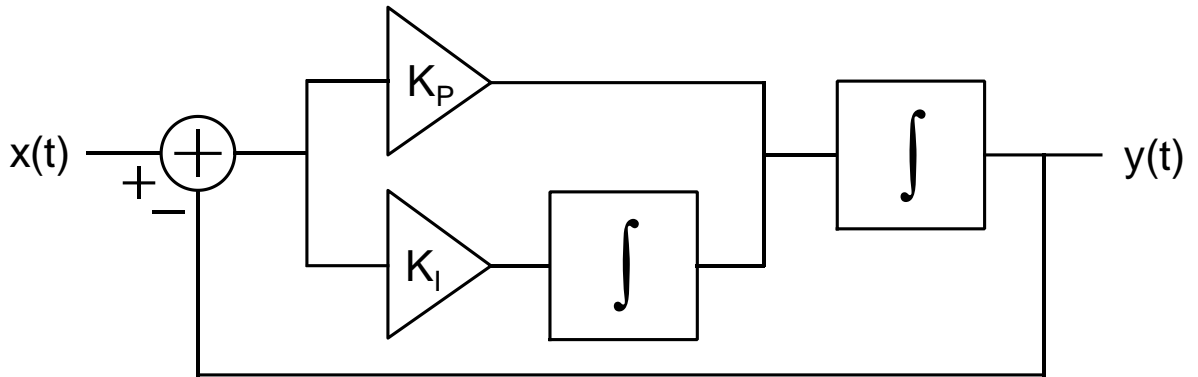 K_P
x(t)
+
+
−
∫
y(t)
K_I
∫